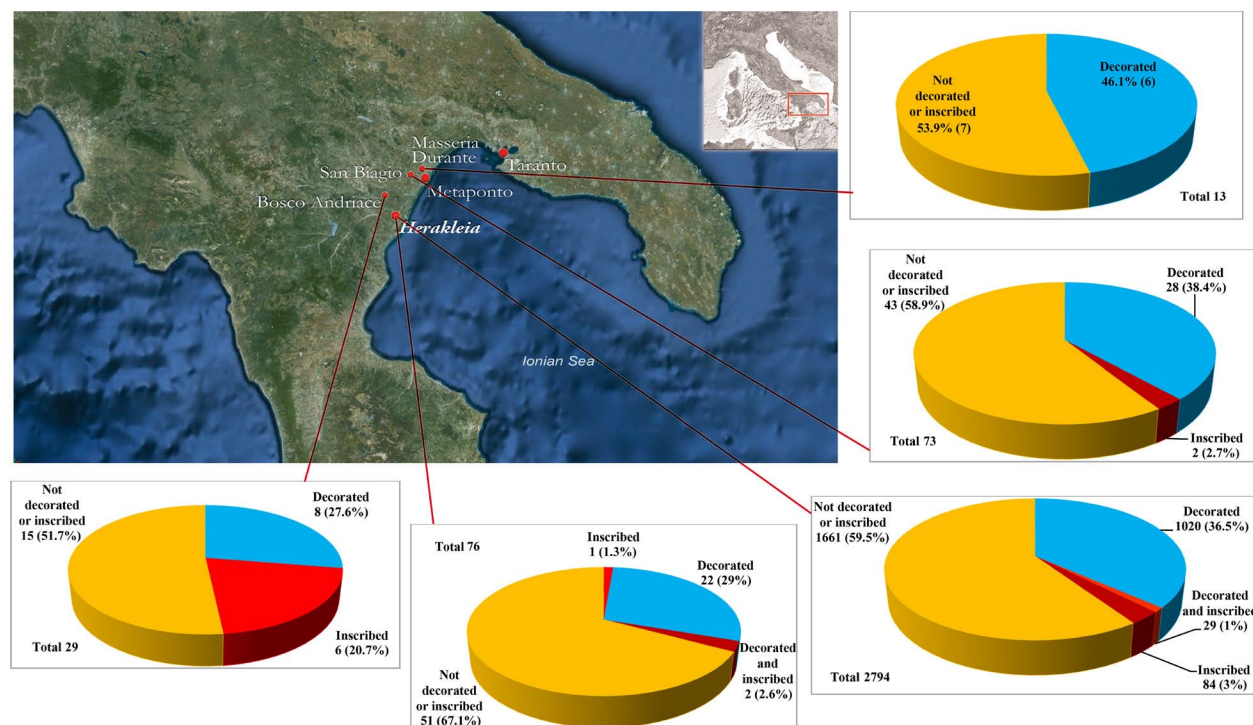 Masseria
Durante
Taranto
San Biagio
Metaponto
Bosco Andriace
Herakleia
Ionian Sea
Decorated
46.1% (6)
Not
decorated
or inscribed
53.9% (7)
Total 13
Not
decorated
or inscribed
43 (58.9%)
Decorated
28 (38.4%)
Inscribed
2 (2.7%)
Total 73
Not decorated
or inscribed
1661 (59.5%)
Decorated
1020 (36.5%)
Decorated
and inscribed
29 (1%)
Inscribed
84 (3%)
Total 2794
Total 76
Inscribed
1 (1.3%)
Decorated
22 (29%)
Decorated
and
inscribed
2 (2.6%)
Not
decorated
or inscribed
51 (67.1%)
Not
decorated
or inscribed
15 (51.7%)
Decorated
8 (27.6%)
Inscribed
6 (20.7%)
Total 29